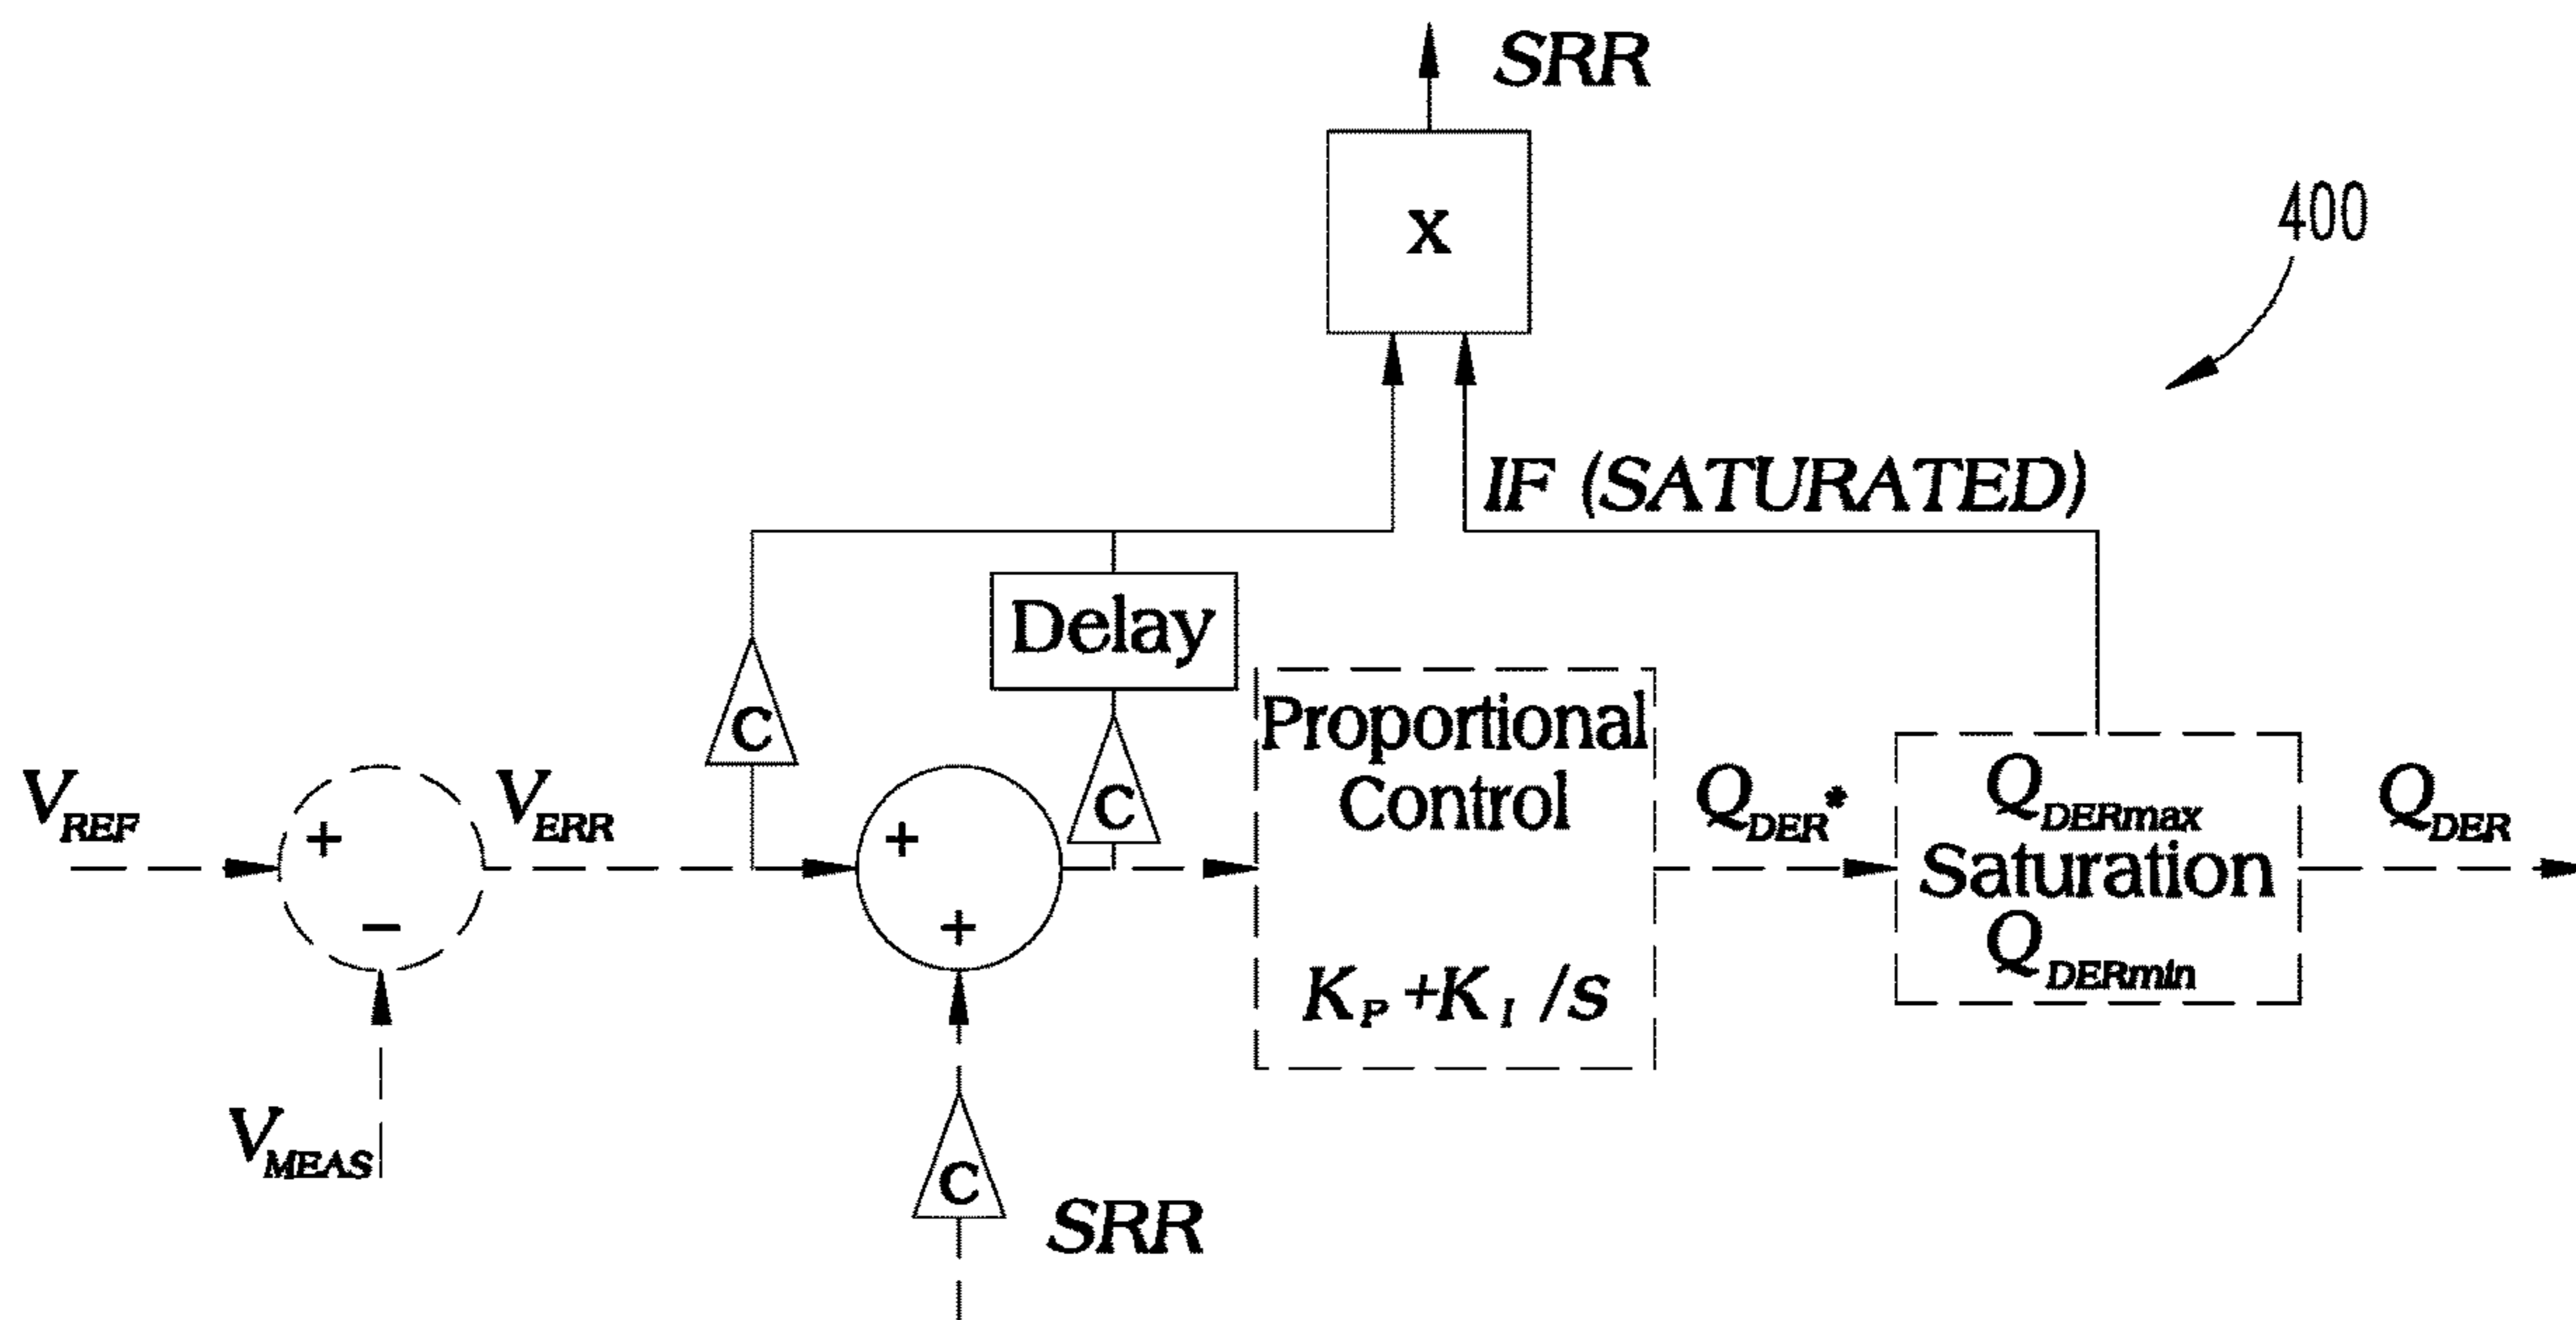 SRR
X
400
IF (SATURATED)
Delay
C
C
Proportional
Control
K_P +K_I /s
V_REF
+
−
V_ERR
V_MEAS
+
+
C
SRR
Q_DER*
Q_DERmax
Saturation
Q_DERmin
Q_DER